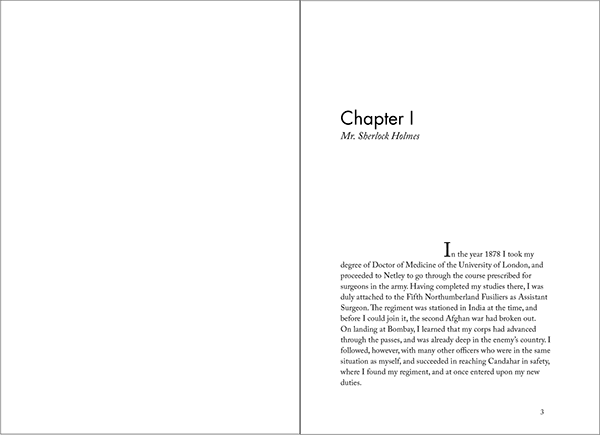 Chapter I
Mr. Sherlock Holmes
In the year 1878 I took my
degree of Doctor of Medicine of the University of London, and
proceeded to Netley to go through the course prescribed for
surgeons in the army. Having completed my studies there, I was
duly attached to the Fifth Northumberland Fusiliers as Assistant
Surgeon. The regiment was stationed in India at the time, and
before I could join it, the second Afghan war had broken out.
On landing at Bombay, I learned that my corps had advanced
through the passes, and was already deep in the enemy's country. I
followed, however, with many other officers who were in the same
situation as myself, and succeeded in reaching Candahar in safety,
where I found my regiment, and at once entered upon my new
duties.
3